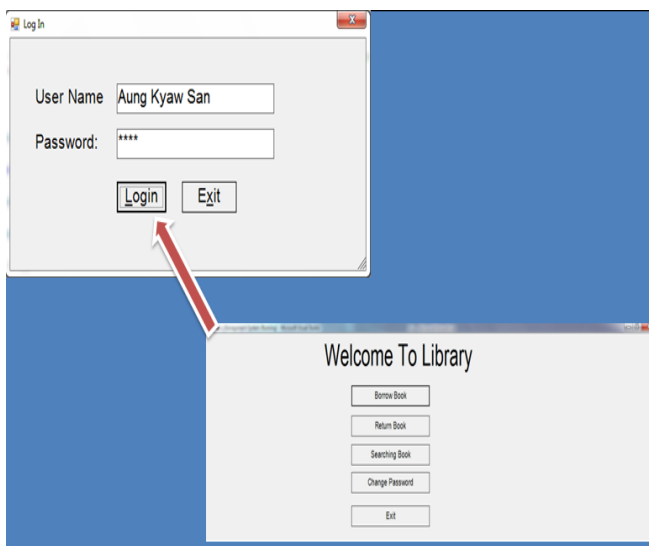 Log In
User Name Aung Kyaw San
Password: ****
Login Exit
Welcome To Library
Borrow Book
Return Book
Searching Book
Change Password
Exit